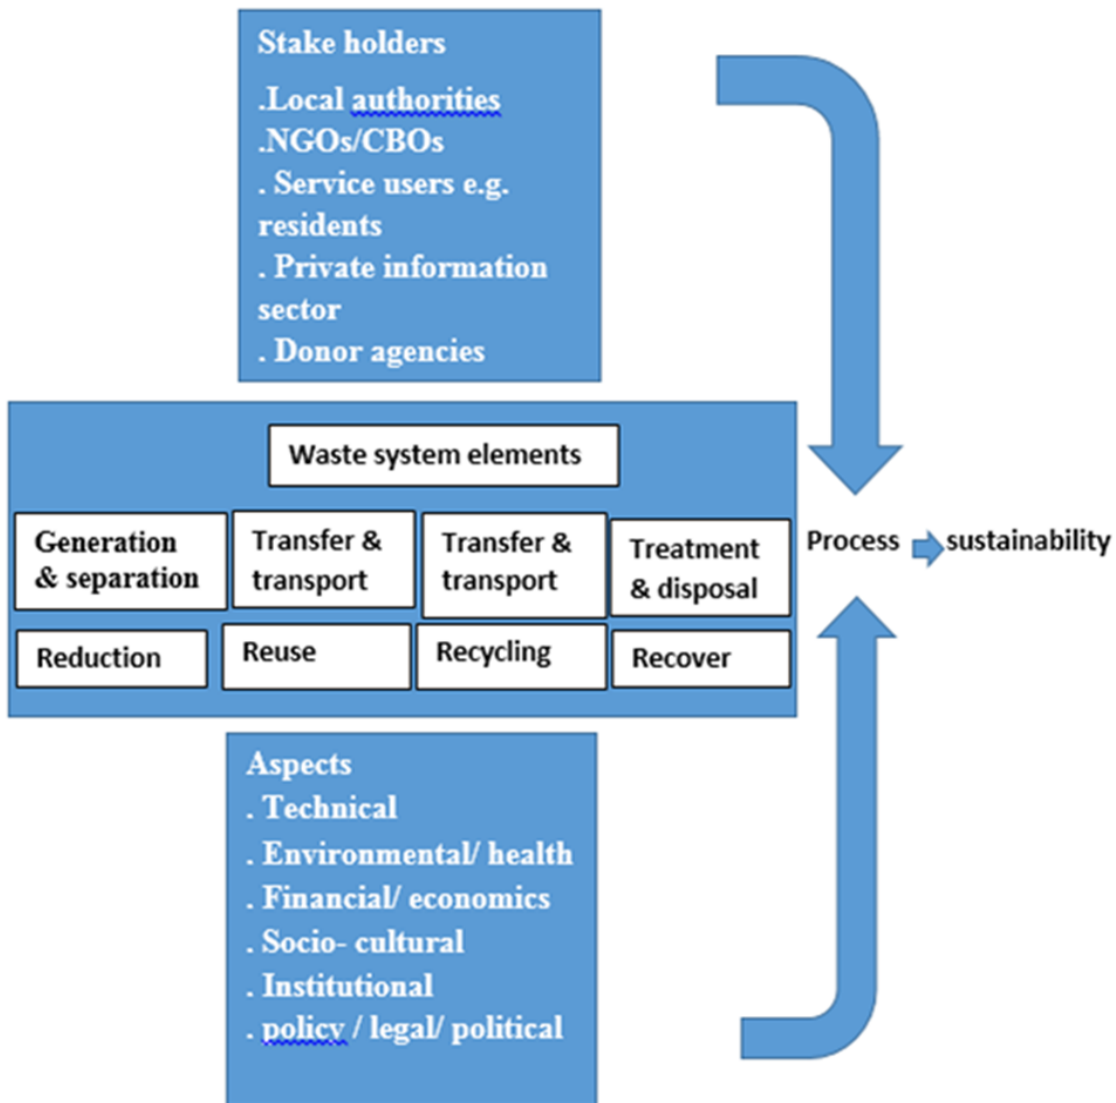 Stake holders
.Local authorities
.NGOs/CBOs
. Service users e.g.
residents
. Private information
sector
. Donor agencies
Waste system elements
Generation
& separation
Transfer &
transport
Transfer &
transport
Treatment
& disposal
Reduction
Reuse
Recycling
Recover
Process
sustainability
Aspects
. Technical
. Environmental/ health
. Financial/ economics
. Socio- cultural
. Institutional
. policy / legal/ political